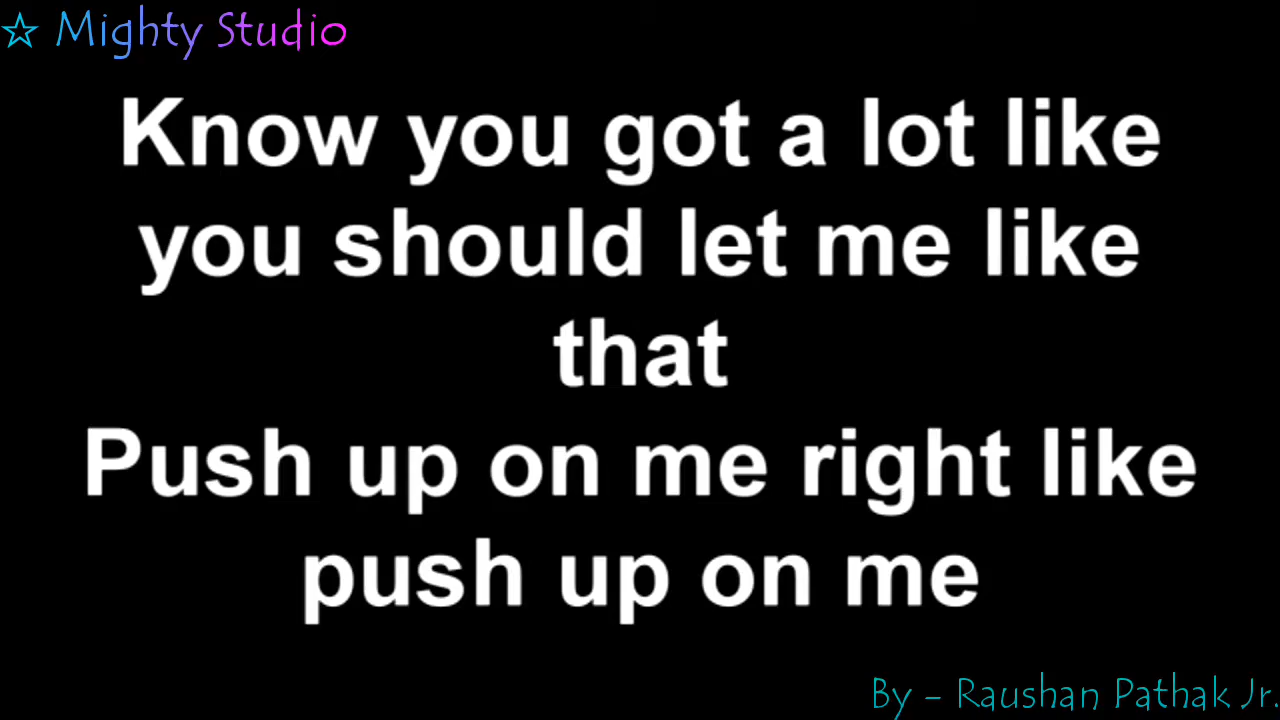 ☆ Mighty Studio
Know you got a lot like
you should let me like
that
Push up on me right like
push up on me
By - Raushan Pathak Jr.